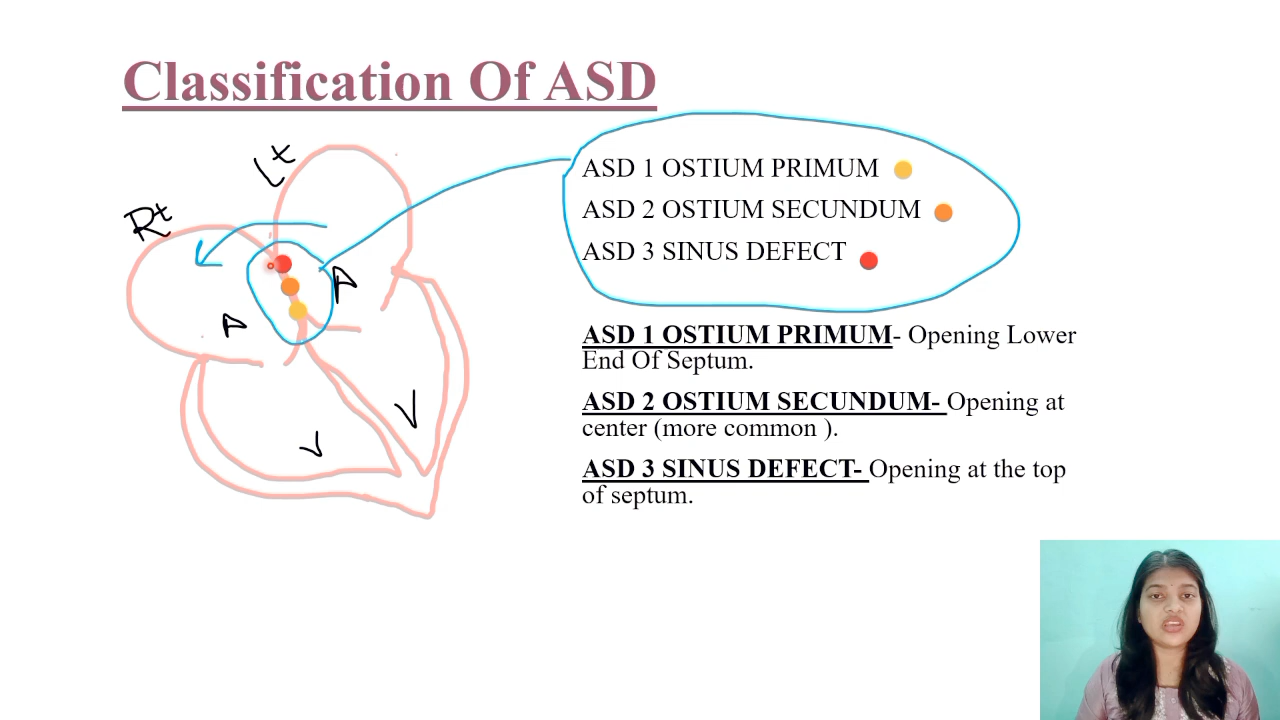 Classification Of ASD
Lt
Rt
A
A
V
V
ASD 1 OSTIUM PRIMUM
ASD 2 OSTIUM SECUNDUM
ASD 3 SINUS DEFECT
ASD 1 OSTIUM PRIMUM- Opening Lower
End Of Septum.
ASD 2 OSTIUM SECUNDUM- Opening at
center (more common ).
ASD 3 SINUS DEFECT- Opening at the top
of septum.